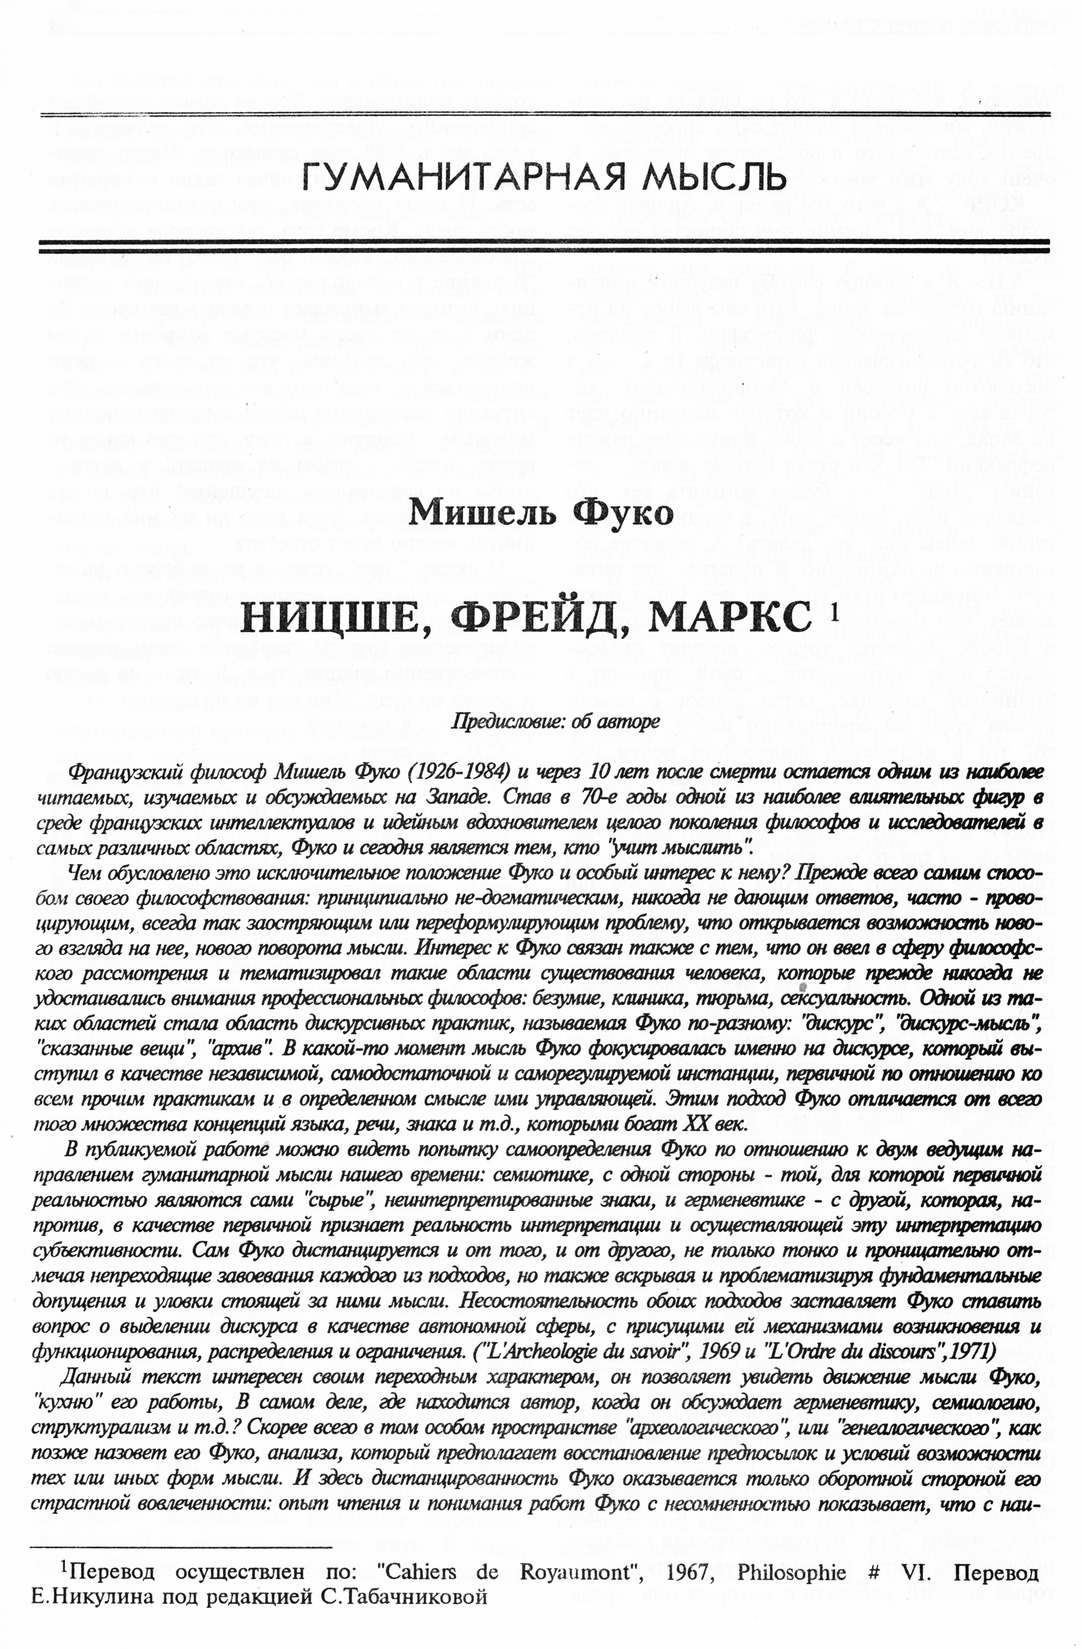 ГУМАНИТАРНАЯ МЫСЛЬ
Мишель Фуко
НИЦШЕ, ФРЕЙД, МАРКС ¹
Предисловие: об авторе
Французский философ Мишель Фуко (1926-1984) и через 10 лет после смерти остается одним из наиболее
читаемых, изучаемых и обсуждаемых на Западе. Став в 70-е годы одной из наиболее влиятельных фигур в
среде французских интеллектуалов и идейным вдохновителем целого поколения философов и исследователей в
самых различных областях, Фуко и сегодня является тем, кто "учит мыслить".
Чем обусловлено это исключительное положение Фуко и особый интерес к нему? Прежде всего самим спосо-
бом своего философствования: принципиально не-догматическим, никогда не дающим ответов, часто - прово-
цирующим, всегда так заостряющим или переформулирующим проблему, что открывается возможность ново-
го взгляда на нее, нового поворота мысли. Интерес к Фуко связан также с тем, что он ввел в сферу философс-
кого рассмотрения и тематизировал такие области существования человека, которые прежде никогда не
удостаивались внимания профессиональных философов: безумие, клиника, тюрьма, сексуальность. Одной из та-
ких областей стала область дискурсивных практик, называемая Фуко по-разному: "дискурс", "дискурс-мысль",
"сказанные вещи", "архив". В какой-то момент мысль Фуко фокусировалась именно на дискурсе, который вы-
ступил в качестве независимой, самодостаточной и саморегулируемой инстанции, первичной по отношению ко
всем прочим практикам и в определенном смысле ими управляющей. Этим подход Фуко отличается от всего
того множества концепций языка, речи, знака и т.д., которыми богат XX век.
В публикуемой работе можно видеть попытку самоопределения Фуко по отношению к двум ведущим на-
правлением гуманитарной мысли нашего времени: семиотике, с одной стороны - той, для которой первичной
реальностью являются сами "сырые", неинтерпретированные знаки, и герменевтике - с другой, которая, на-
против, в качестве первичной признает реальность интерпретации и осуществляющей эту интерпретацию
субъективности. Сам Фуко дистанцируется и от того, и от другого, не только тонко и проницательно от-
мечая непреходящие завоевания каждого из подходов, но также вскрывая и проблематизируя фундаментальные
допущения и уловки стоящей за ними мысли. Несостоятельность обоих подходов заставляет Фуко ставить
вопрос о выделении дискурса в качестве автономной сферы, с присущими ей механизмами возникновения и
функционирования, распределения и ограничения. ("L'Archeologie du savoir", 1969 и "L'Ordre du discours",1971)
Данный текст интересен своим переходным характером, он позволяет увидеть движение мысли Фуко,
"кухню" его работы, В самом деле, где находится автор, когда он обсуждает герменевтику, семиологию,
структурализм и т.д.? Скорее всего в том особом пространстве "археологического", или "генеалогического", как
позже назовет его Фуко, анализа, который предполагает восстановление предпосылок и условий возможности
тех или иных форм мысли. И здесь дистанцированность Фуко оказывается только оборотной стороной его
страстной вовлеченности: опыт чтения и понимания работ Фуко с несомненностью показывает, что с наи-
¹Перевод осуществлен по: "Cahiers de Royaumont", 1967, Philosophie # VI. Перевод
Е.Никулина под редакцией С.Табачниковой